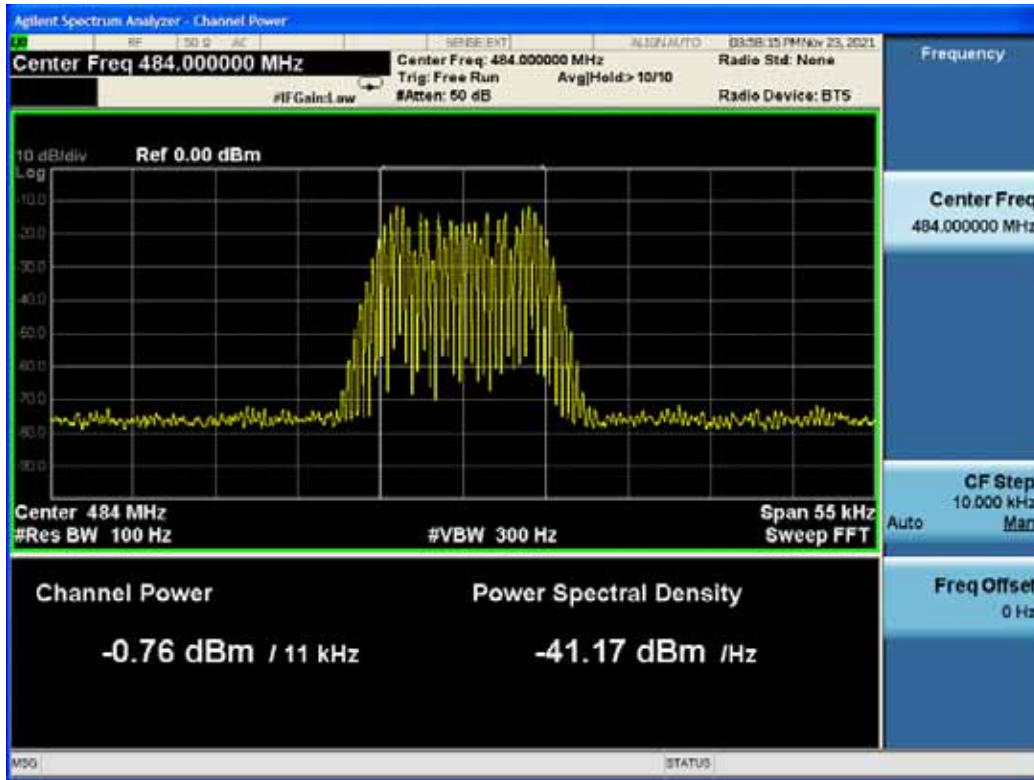 Agilent Spectrum Analyzer - Channel Power
RF 50 Ω AC SENSE:EXT ALIGN AUTO 03:58:15 PM Nov 23, 2021
Center Freq 484.000000 MHz
Center Freq: 484.000000 MHz
Radio Std: None
Trig: Free Run Avg|Hold:> 10/10
#IFGain:Low
#Atten: 50 dB
Radio Device: BTS
Frequency
10 dB/div Ref 0.00 dBm
Log
-10.0
-20.0
-30.0
-40.0
-50.0
-60.0
-70.0
-80.0
-90.0
Center 484 MHz
Span 55 kHz
#Res BW 100 Hz
#VBW 300 Hz
Sweep FFT
Center Freq
484.000000 MHz
CF Step
10.000 kHz
Auto Man
Freq Offset
0 Hz
Channel Power
Power Spectral Density
-0.76 dBm / 11 kHz
-41.17 dBm /Hz
MSG
STATUS